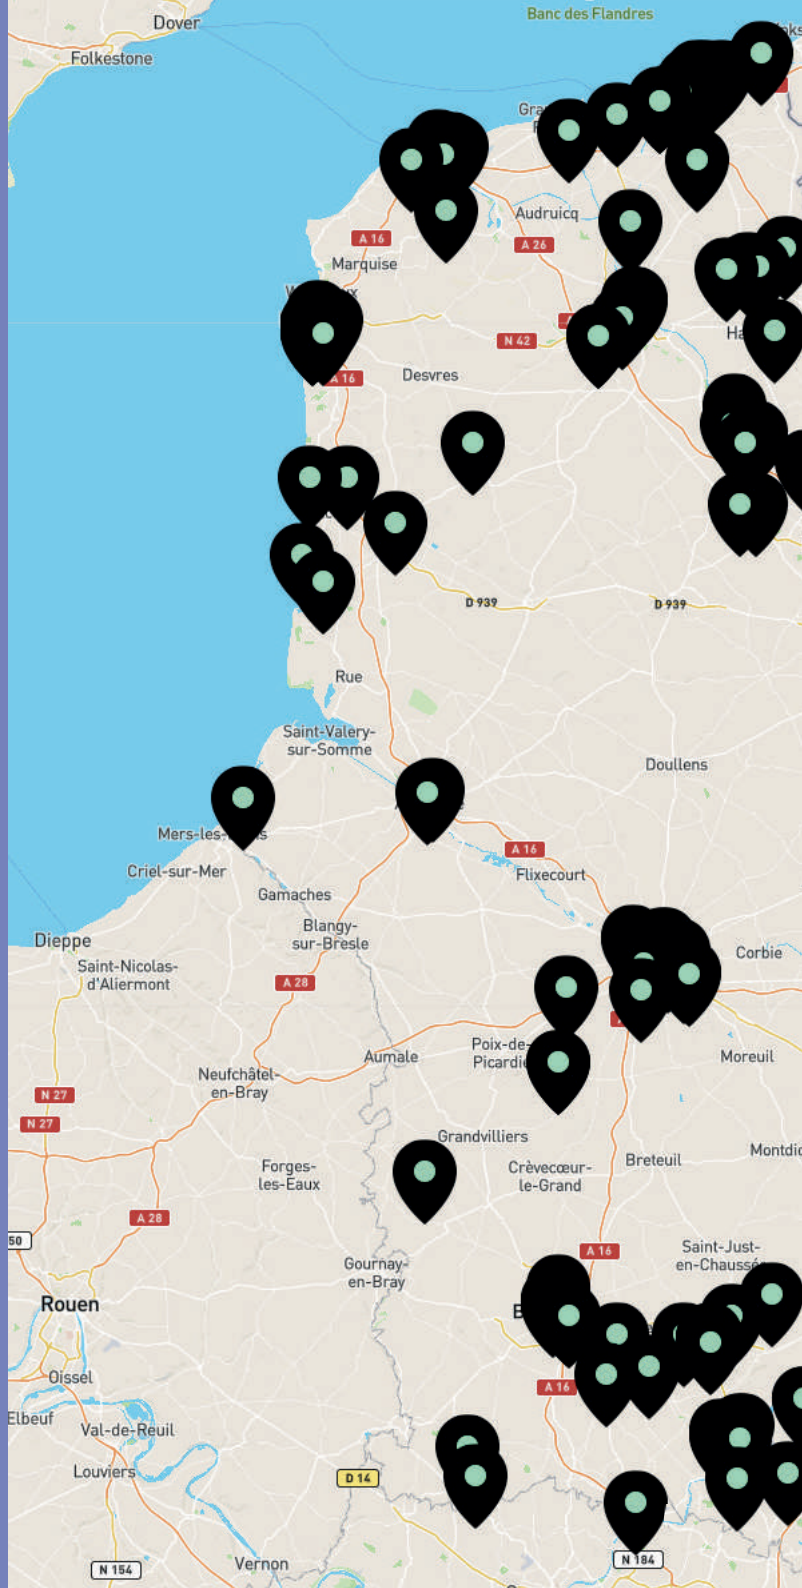 Banc des Flandres
Dover
Folkestone
Audruicq
A 16
A 26
Marquise
N 42
Desvres
A 16
D 939
D 939
Rue
Saint-Valery-
sur-Somme
Doullens
Mers-les-
A 16
Criel-sur-Mer
Flixecourt
Gamaches
Blangy-
sur-Bresle
Dieppe
Corbie
Saint-Nicolas-
d'Aliermont
A 28
Poix-de-
Picardie
Aumale
Moreuil
Neufchâtel-
en-Bray
N 27
N 27
Grandvilliers
Breteuil
Forges-
les-Eaux
Crèvecœur-
le-Grand
A 28
A 16
Saint-Just-
en-Chaussée
Gournay-
en-Bray
Rouen
Oissel
A 16
Elbeuf
Val-de-Reuil
Louviers
D 14
Vernon
N 184
N 154